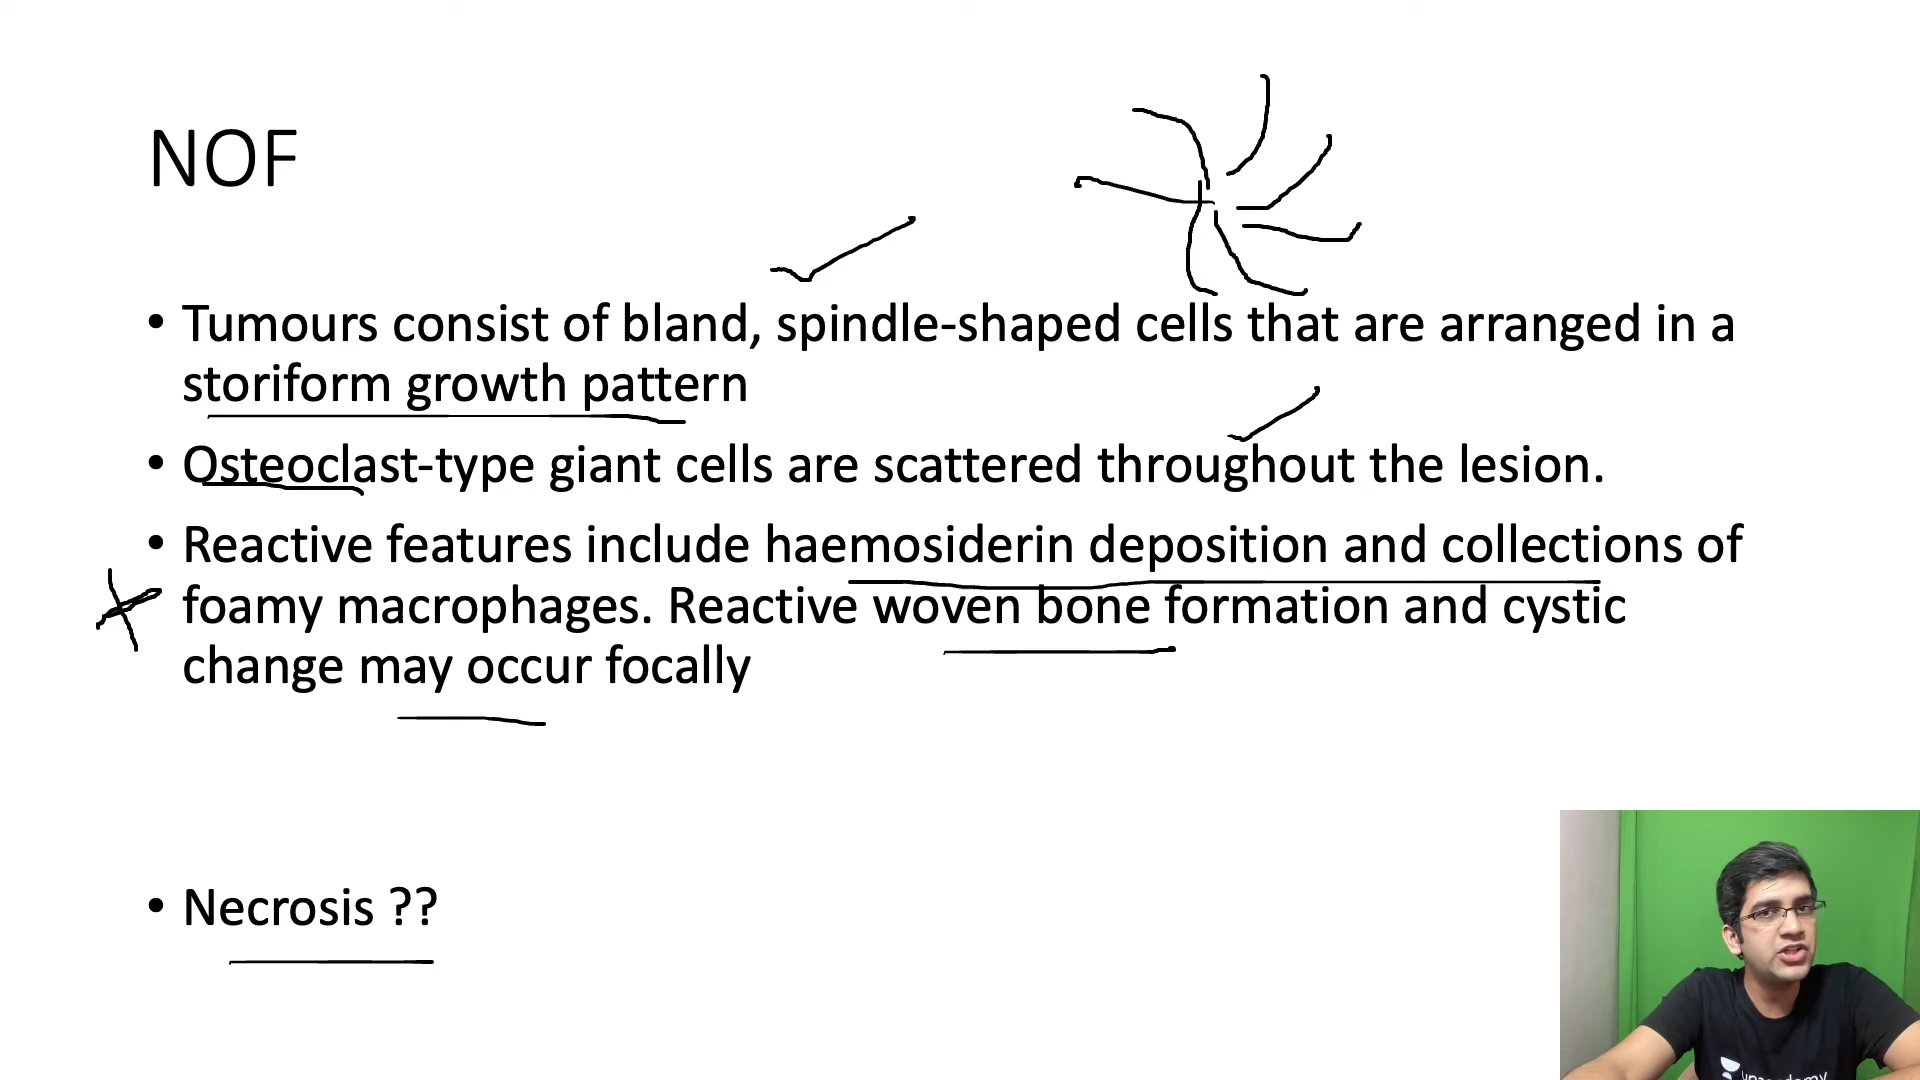 NOF
• Tumours consist of bland, spindle-shaped cells that are arranged in a
storiform growth pattern
• Osteoclast-type giant cells are scattered throughout the lesion.
• Reactive features include haemosiderin deposition and collections of
foamy macrophages. Reactive woven bone formation and cystic
change may occur focally
• Necrosis ??